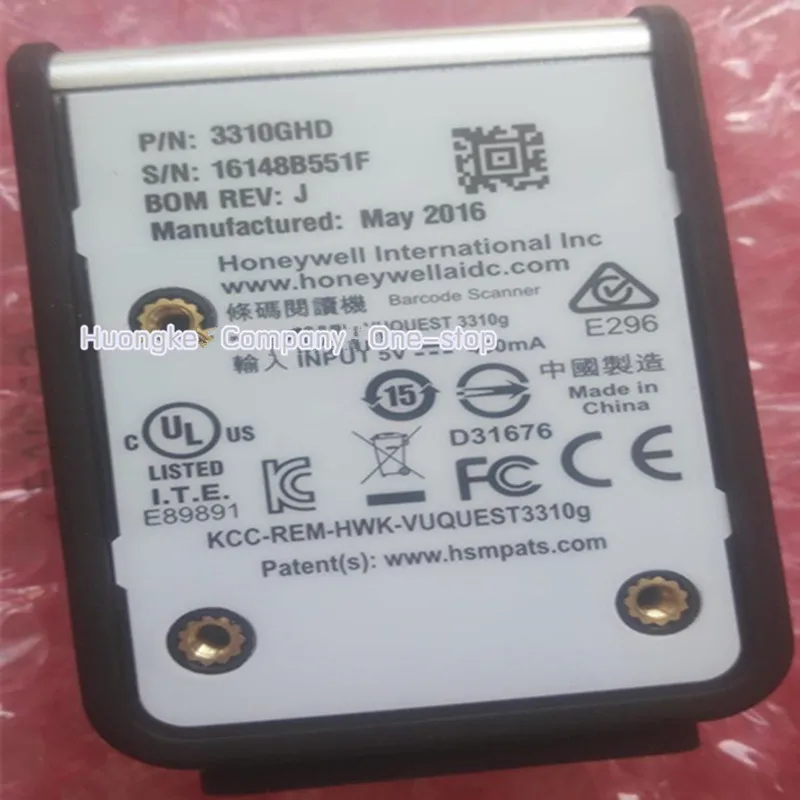 P/N: 3310GHD
S/N: 16148B551F
BOM REV: J
Manufactured: May 2016
Honeywell International Inc
www.honeywellaidc.com
條碼閱讀機 Barcode Scanner
VUQUEST 3310g
E296
Huongke Company One-stop
輸入 INPUT 5V
中國製造
Made in
China
15
D31676
C UL US
LISTED
I.T.E.
E89891
FC CE
KCC-REM-HWK-VUQUEST3310g
Patent(s): www.hsmpats.com